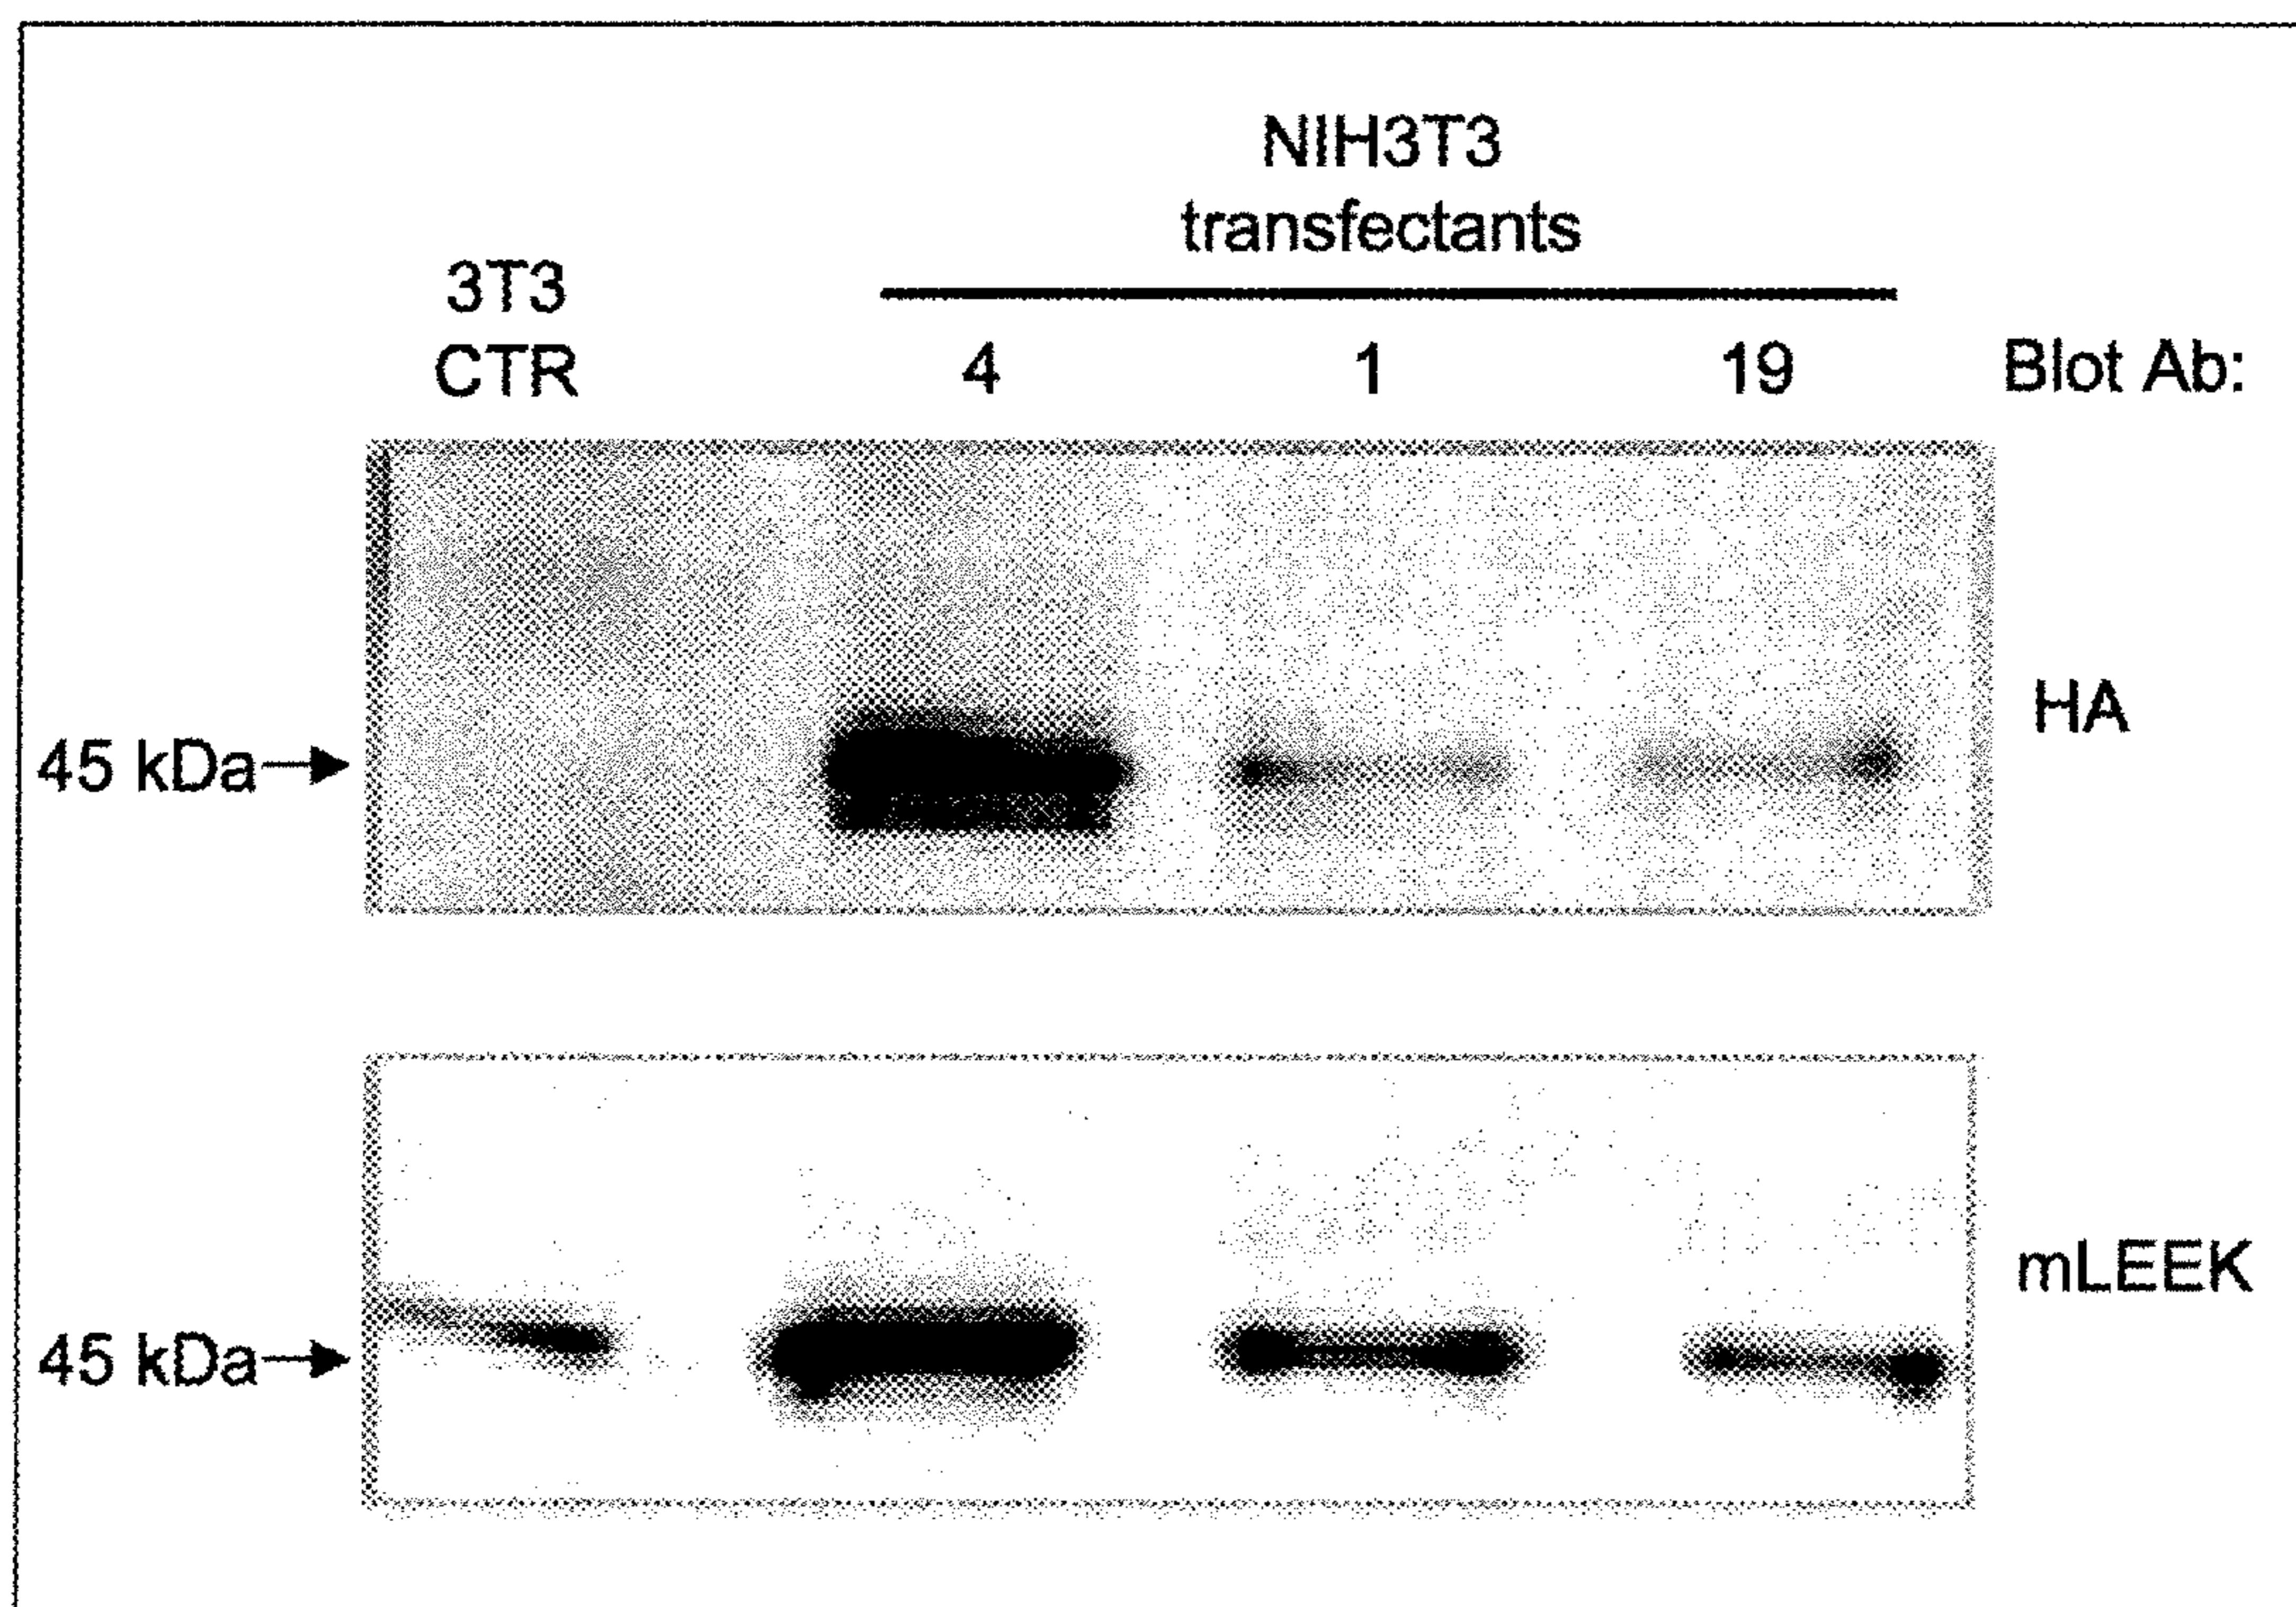 NIH3T3
transfectants
3T3
CTR
4 1 19 Blot Ab:
HA
45 kDa
mLEEK
45 kDa